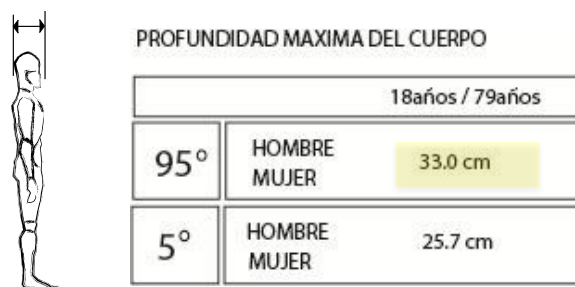 PROFUNDIDAD MAXIMA DEL CUERPO
18años / 79años
95° HOMBRE MUJER 33.0 cm
5° HOMBRE MUJER 25.7 cm